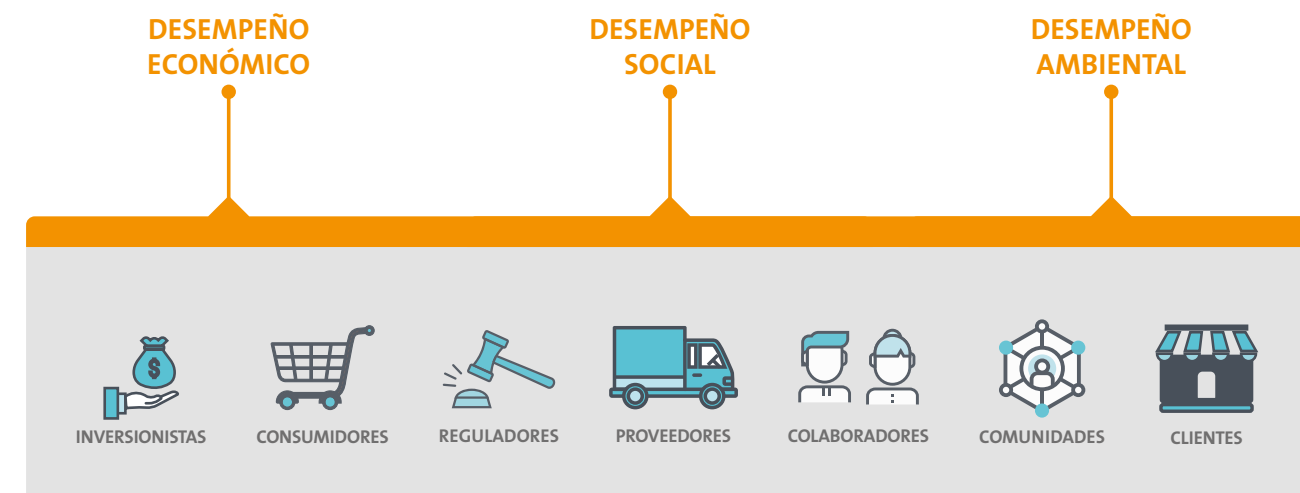 DESEMPEÑO
ECONÓMICO
DESEMPEÑO
SOCIAL
DESEMPEÑO
AMBIENTAL
$
INVERSIONISTAS
CONSUMIDORES
REGULADORES
PROVEEDORES
COLABORADORES
COMUNIDADES
CLIENTES